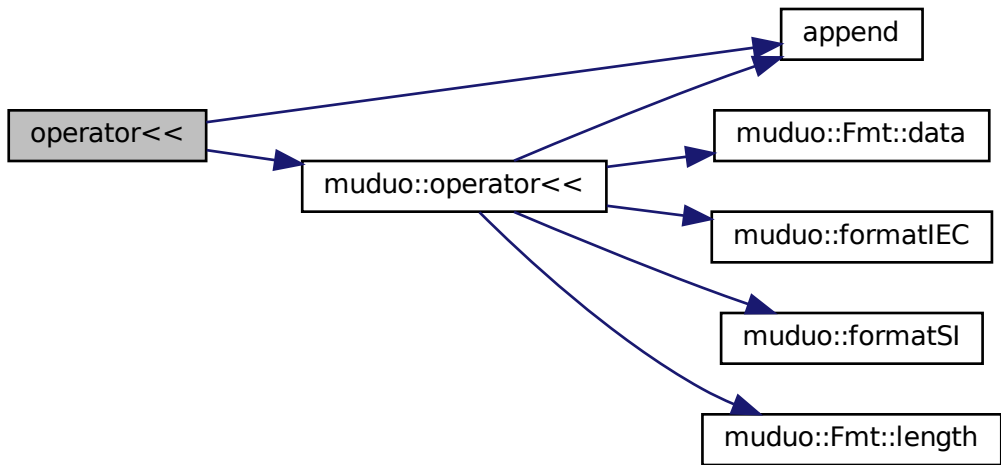 operator<<
muduo::operator<<
append
muduo::Fmt::data
muduo::formatIEC
muduo::formatSI
muduo::Fmt::length